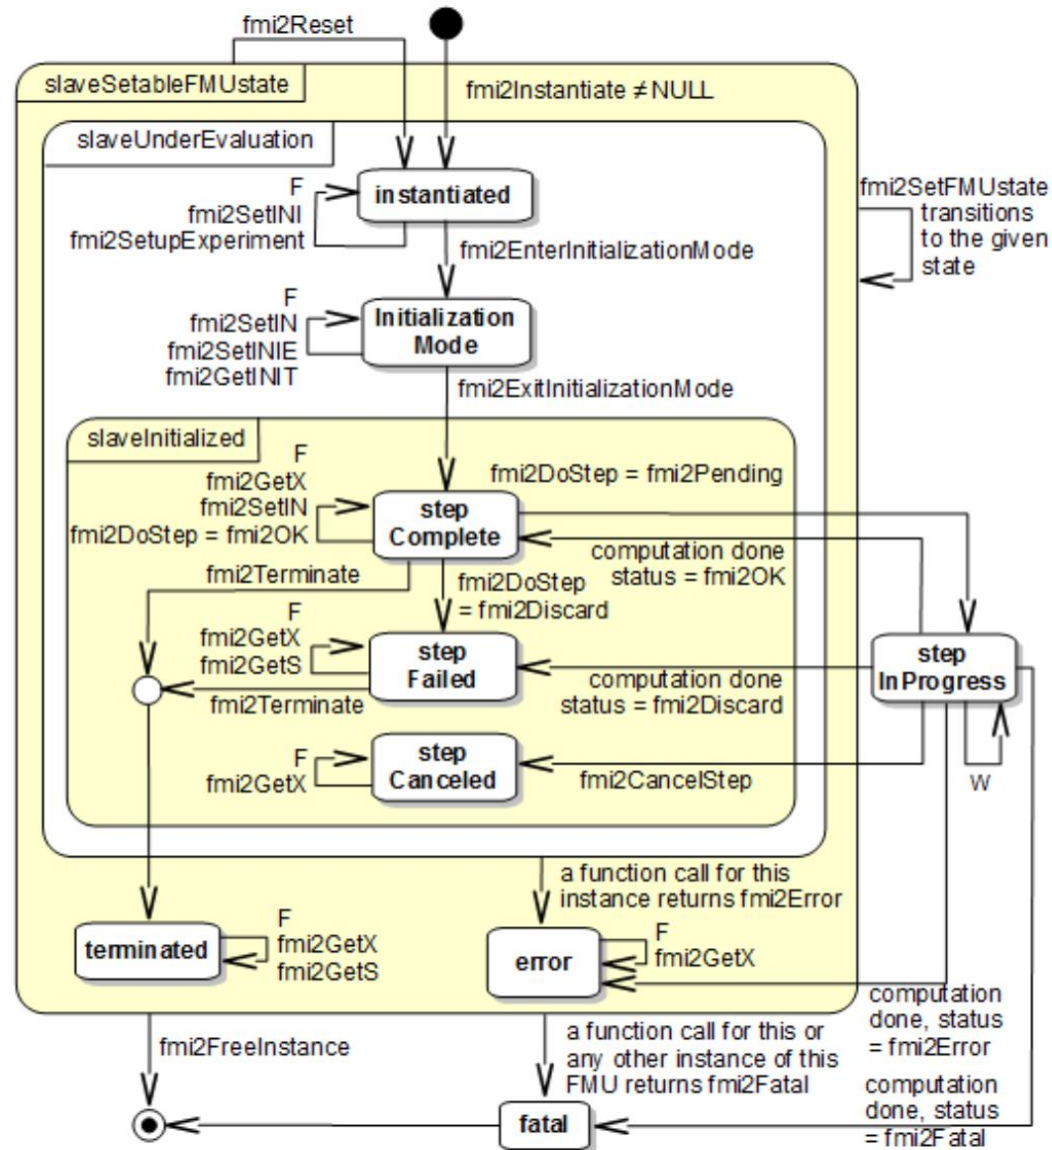 fmi2Reset
slaveSetableFMUstate
fmi2Instantiate ≠ NULL
slaveUnderEvaluation
instantiated
F
fmi2SetINI
fmi2SetupExperiment
fmi2SetFMUstate
transitions
to the given
state
fmi2EnterInitializationMode
Initialization
Mode
F
fmi2SetIN
fmi2SetINIE
fmi2GetINIT
fmi2ExitInitializationMode
slaveInitialized
F
fmi2GetX
fmi2SetIN
fmi2DoStep = fmi2OK
step
Complete
fmi2DoStep = fmi2Pending
computation done
status = fmi2OK
fmi2Terminate
fmi2DoStep
= fmi2Discard
F
fmi2GetX
fmi2GetS
step
Failed
step
InProgress
fmi2Terminate
computation done
status = fmi2Discard
F
fmi2GetX
step
Canceled
fmi2CancelStep
W
a function call for this
instance returns fmi2Error
terminated
F
fmi2GetX
fmi2GetS
error
F
fmi2GetX
computation
done, status
= fmi2Error
fmi2FreeInstance
a function call for this or
any other instance of this
FMU returns fmi2Fatal
fatal
computation
done, status
= fmi2Fatal